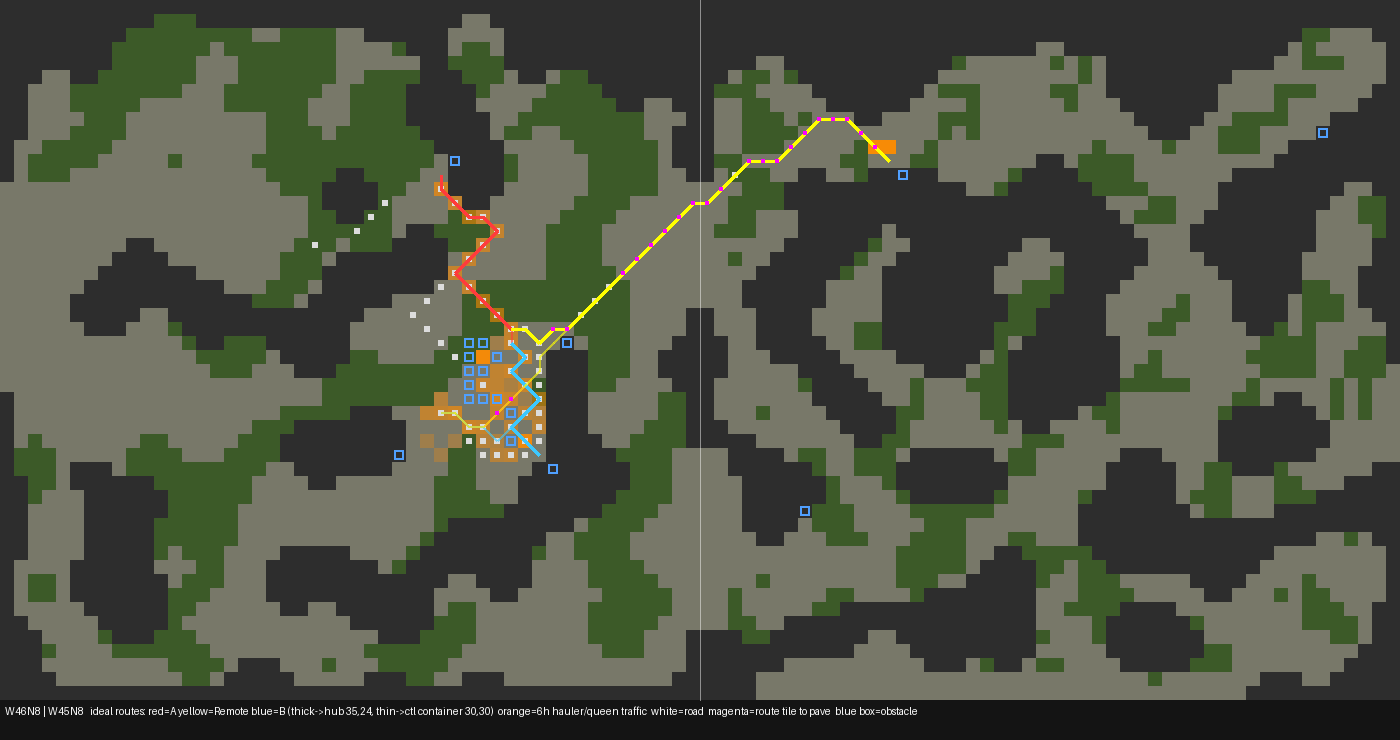 W46N8 | W45N8   ideal routes: red=A yellow=Remote blue=B (thick->hub 35,24, thin->ctl container 30,30)  orange=6h hauler/queen traffic  white=road  magenta=route tile to pave  blue box=obstacle